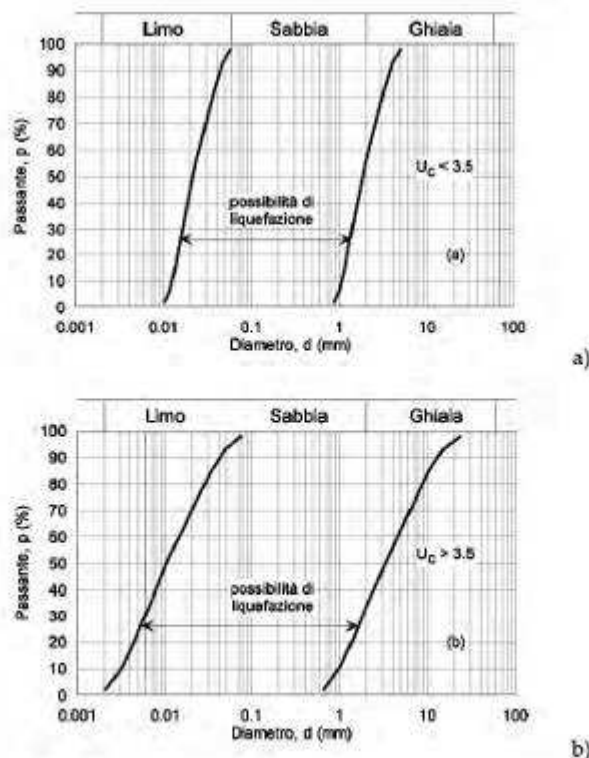 Limo Sabbia Ghiaia
100
90
80
70
60
50
40
30
20
10
0
Passante, p (%)
possibilità di
liquefazione
U_C < 3.5
(a)
0.001 0.01 0.1 1 10 100
Diametro, d (mm)
a)
Limo Sabbia Ghiaia
100
90
80
70
60
50
40
30
20
10
0
Passante, p (%)
possibilità di
liquefazione
U_C > 3.5
(b)
0.001 0.01 0.1 1 10 100
Diametro, d (mm)
b)